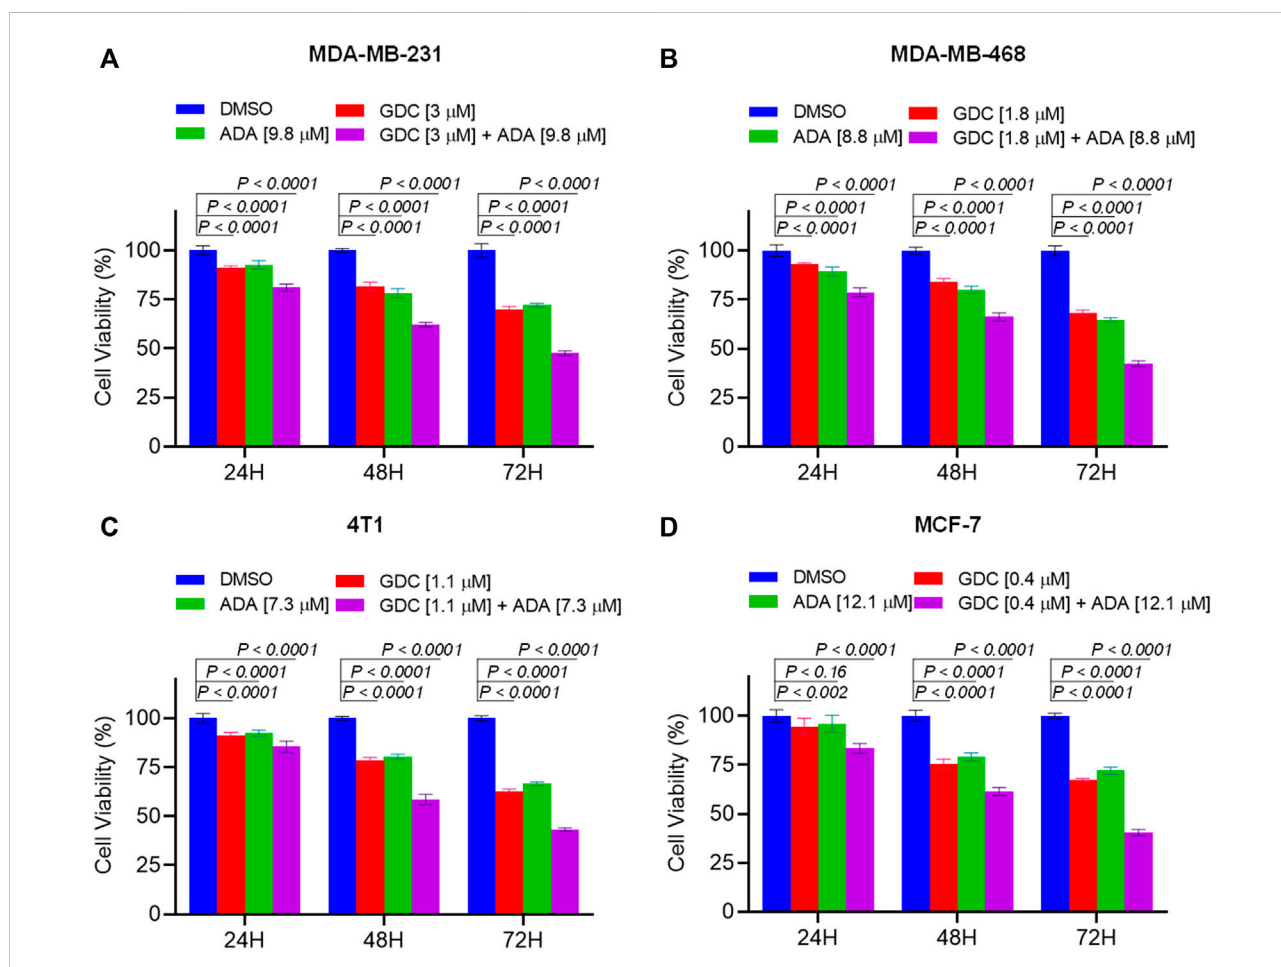 A
MDA-MB-231
DMSO
GDC [3 μM]
ADA [9.8 μM]
GDC [3 μM] + ADA [9.8 μM]
P < 0.0001
P < 0.0001
P < 0.0001
P < 0.0001
P < 0.0001
P < 0.0001
P < 0.0001
P < 0.0001
P < 0.0001
Cell Viability (%)
100
75
50
25
0
24H
48H
72H
B
MDA-MB-468
DMSO
GDC [1.8 μM]
ADA [8.8 μM]
GDC [1.8 μM] + ADA [8.8 μM]
P < 0.0001
P < 0.0001
P < 0.0001
P < 0.0001
P < 0.0001
P < 0.0001
P < 0.0001
P < 0.0001
P < 0.0001
Cell Viability (%)
100
75
50
25
0
24H
48H
72H
C
4T1
DMSO
GDC [1.1 μM]
ADA [7.3 μM]
GDC [1.1 μM] + ADA [7.3 μM]
P < 0.0001
P < 0.0001
P < 0.0001
P < 0.0001
P < 0.0001
P < 0.0001
P < 0.0001
P < 0.0001
P < 0.0001
Cell Viability (%)
100
75
50
25
0
24H
48H
72H
D
MCF-7
DMSO
GDC [0.4 μM]
ADA [12.1 μM]
GDC [0.4 μM] + ADA [12.1 μM]
P < 0.0001
P < 0.16
P < 0.002
P < 0.0001
P < 0.0001
P < 0.0001
P < 0.0001
P < 0.0001
P < 0.0001
Cell Viability (%)
100
75
50
25
0
24H
48H
72H